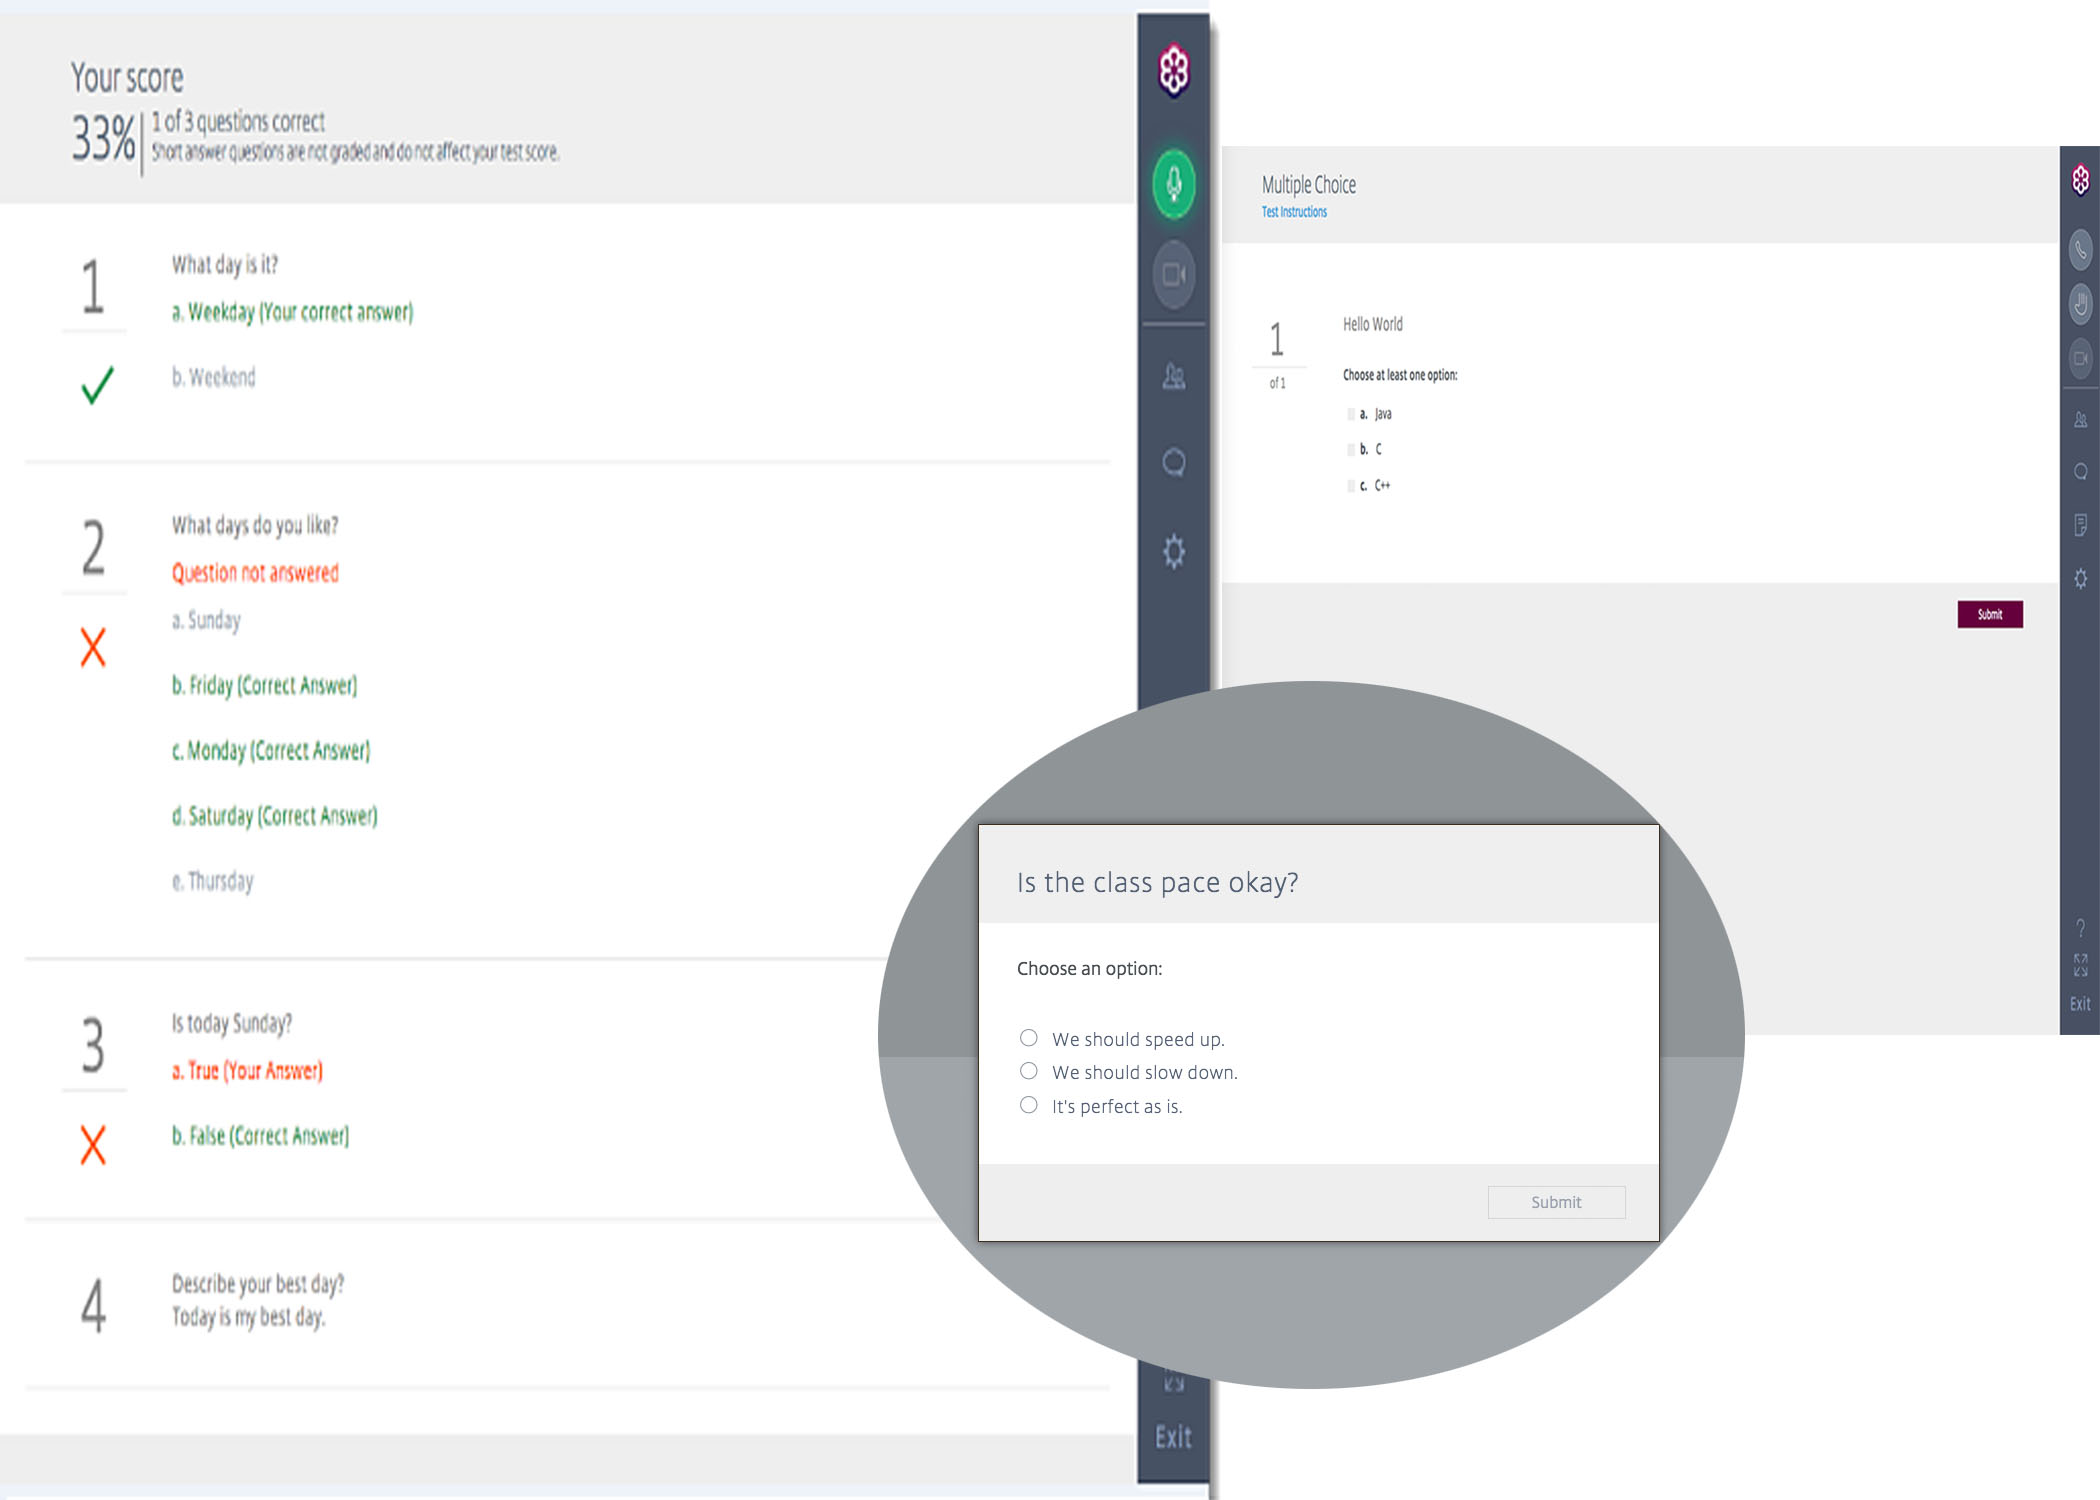 Your score
33%
1 of 3 questions correct
Short answer questions are not graded and do not affect your test score.
1
What day is it?
a. Weekday (Your correct answer)
b. Weekend
2
What days do you like?
Question not answered
a. Sunday
b. Friday (Correct Answer)
c. Monday (Correct Answer)
d. Saturday (Correct Answer)
e. Thursday
3
Is today Sunday?
a. True (Your Answer)
b. False (Correct Answer)
4
Describe your best day?
Today is my best day.
Exit
Multiple Choice
Test Instructions
1
of 1
Hello World
Choose at least one option:
a. Java
b. C
c. C++
Submit
?
Exit
Is the class pace okay?
Choose an option:
We should speed up.
We should slow down.
It's perfect as is.
Submit